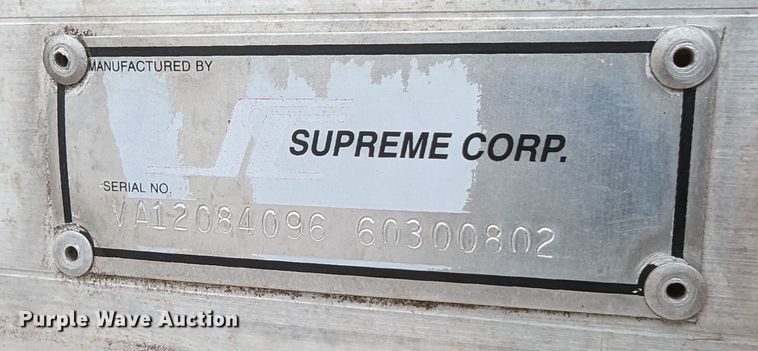 MANUFACTURED BY
SUPREME CORP.
SERIAL NO.
VA12084096 60300802
Purple Wave Auction